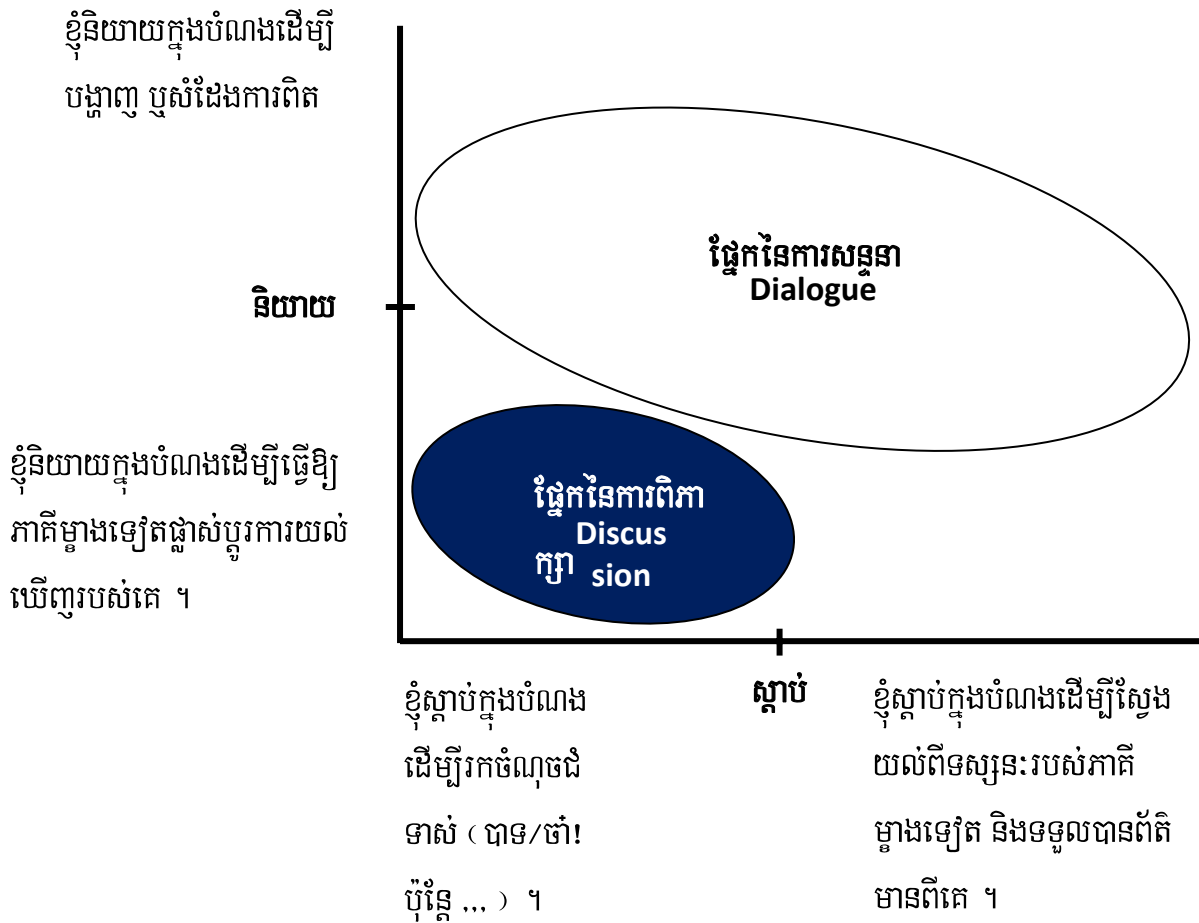 ខ្ញុំនិយាយក្នុងបំណងដើម្បី
បង្ហាញ ឬសំដែងការពិត
ផ្នែកនៃការសន្ទនា
Dialogue
និយាយ
ខ្ញុំនិយាយក្នុងបំណងដើម្បីធ្វើឱ្យ
ភាគីម្ខាងទៀតផ្លាស់ប្តូរការយល់
ឃើញរបស់គេ ។
ផ្នែកនៃការពិភា
ក្សា
Discus
sion
ខ្ញុំស្តាប់ក្នុងបំណង
ដើម្បីរកចំណុចជំ
ទាស់ ( បាទ/ចាំ៎!
ប៉ុន្តែ ,,, ) ។
ស្តាប់
ខ្ញុំស្តាប់ក្នុងបំណងដើម្បីស្វែង
យល់ពីទស្សនៈរបស់ភាគី
ម្ខាងទៀត និងទទួលបានព័ត៌
មានពីគេ ។